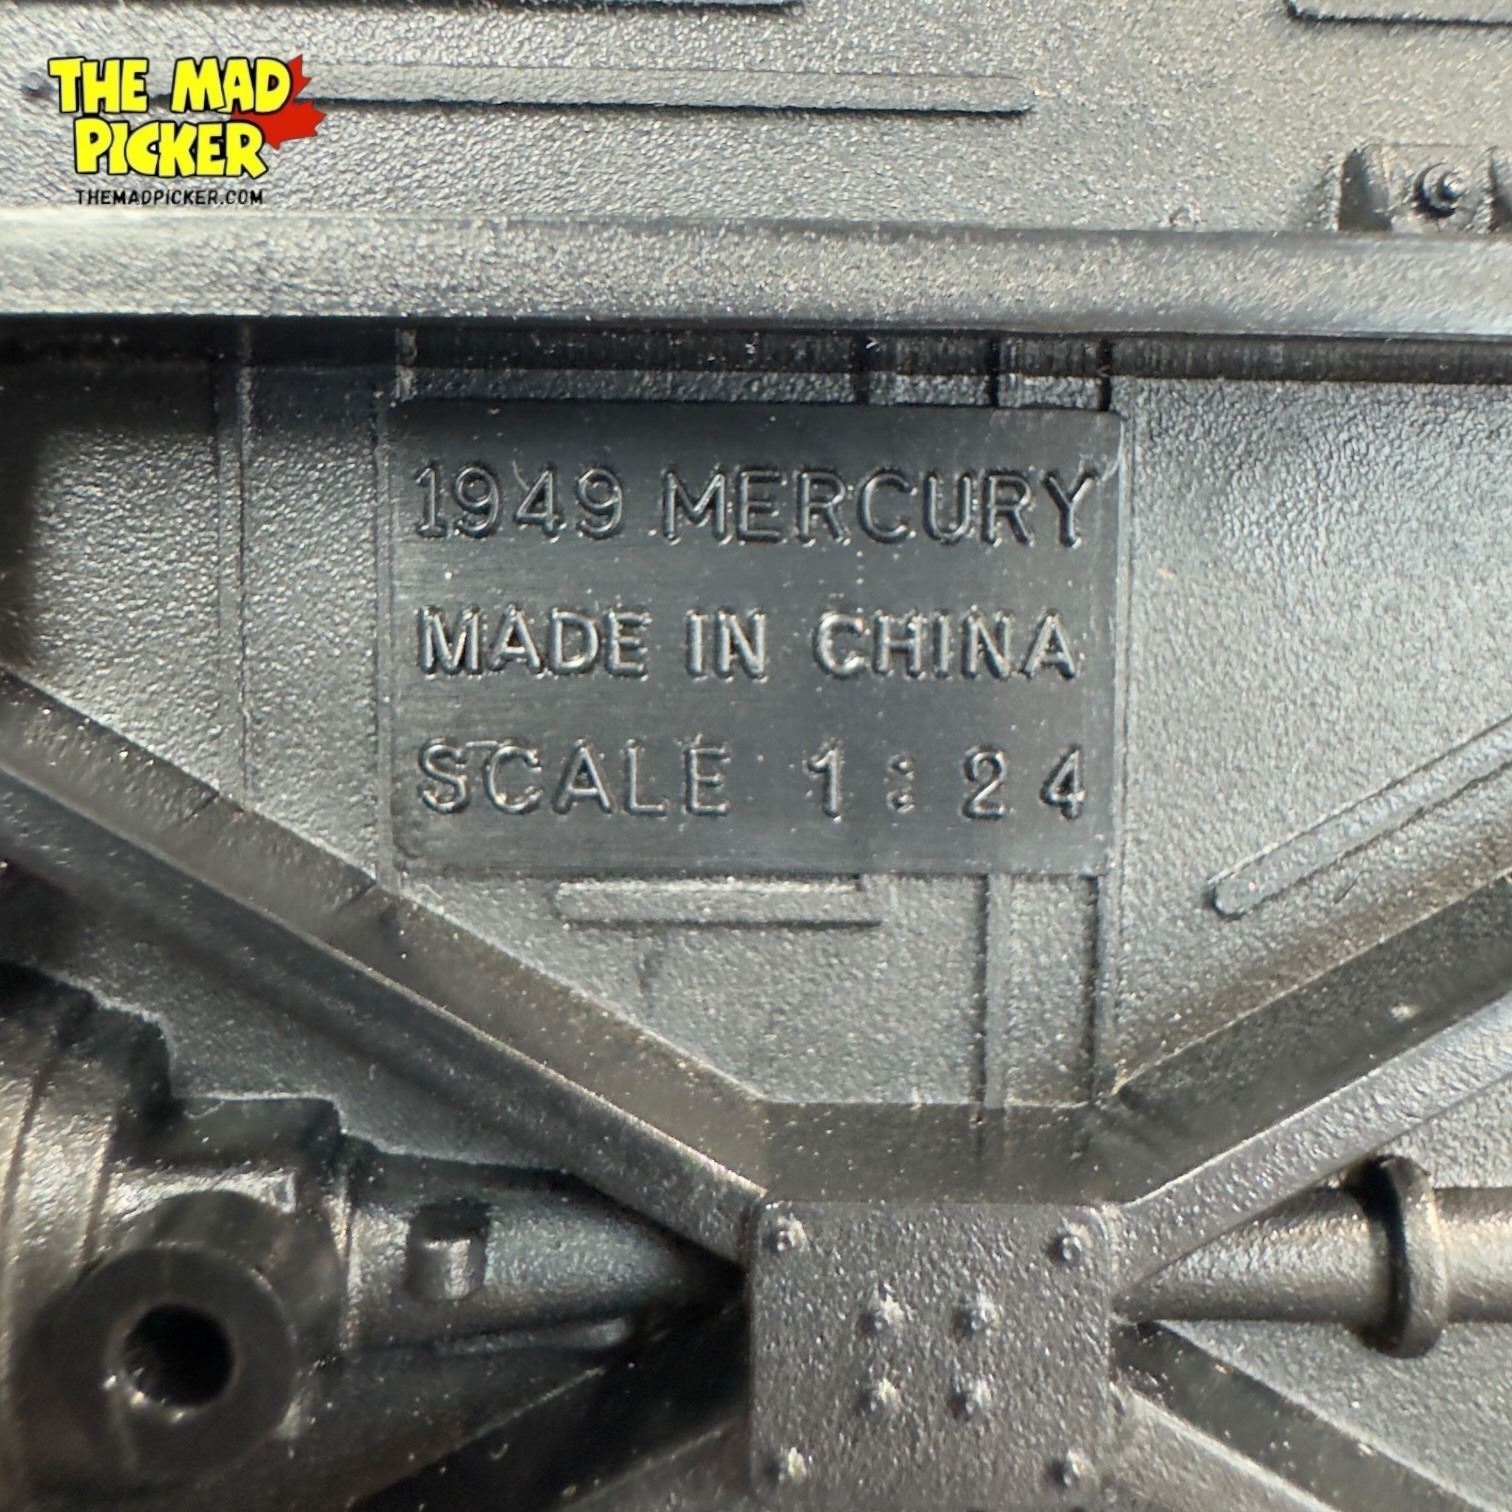 THE MAD
PICKER
THEMADPICKER.COM
1949 MERCURY
MADE IN CHINA
SCALE 1:24